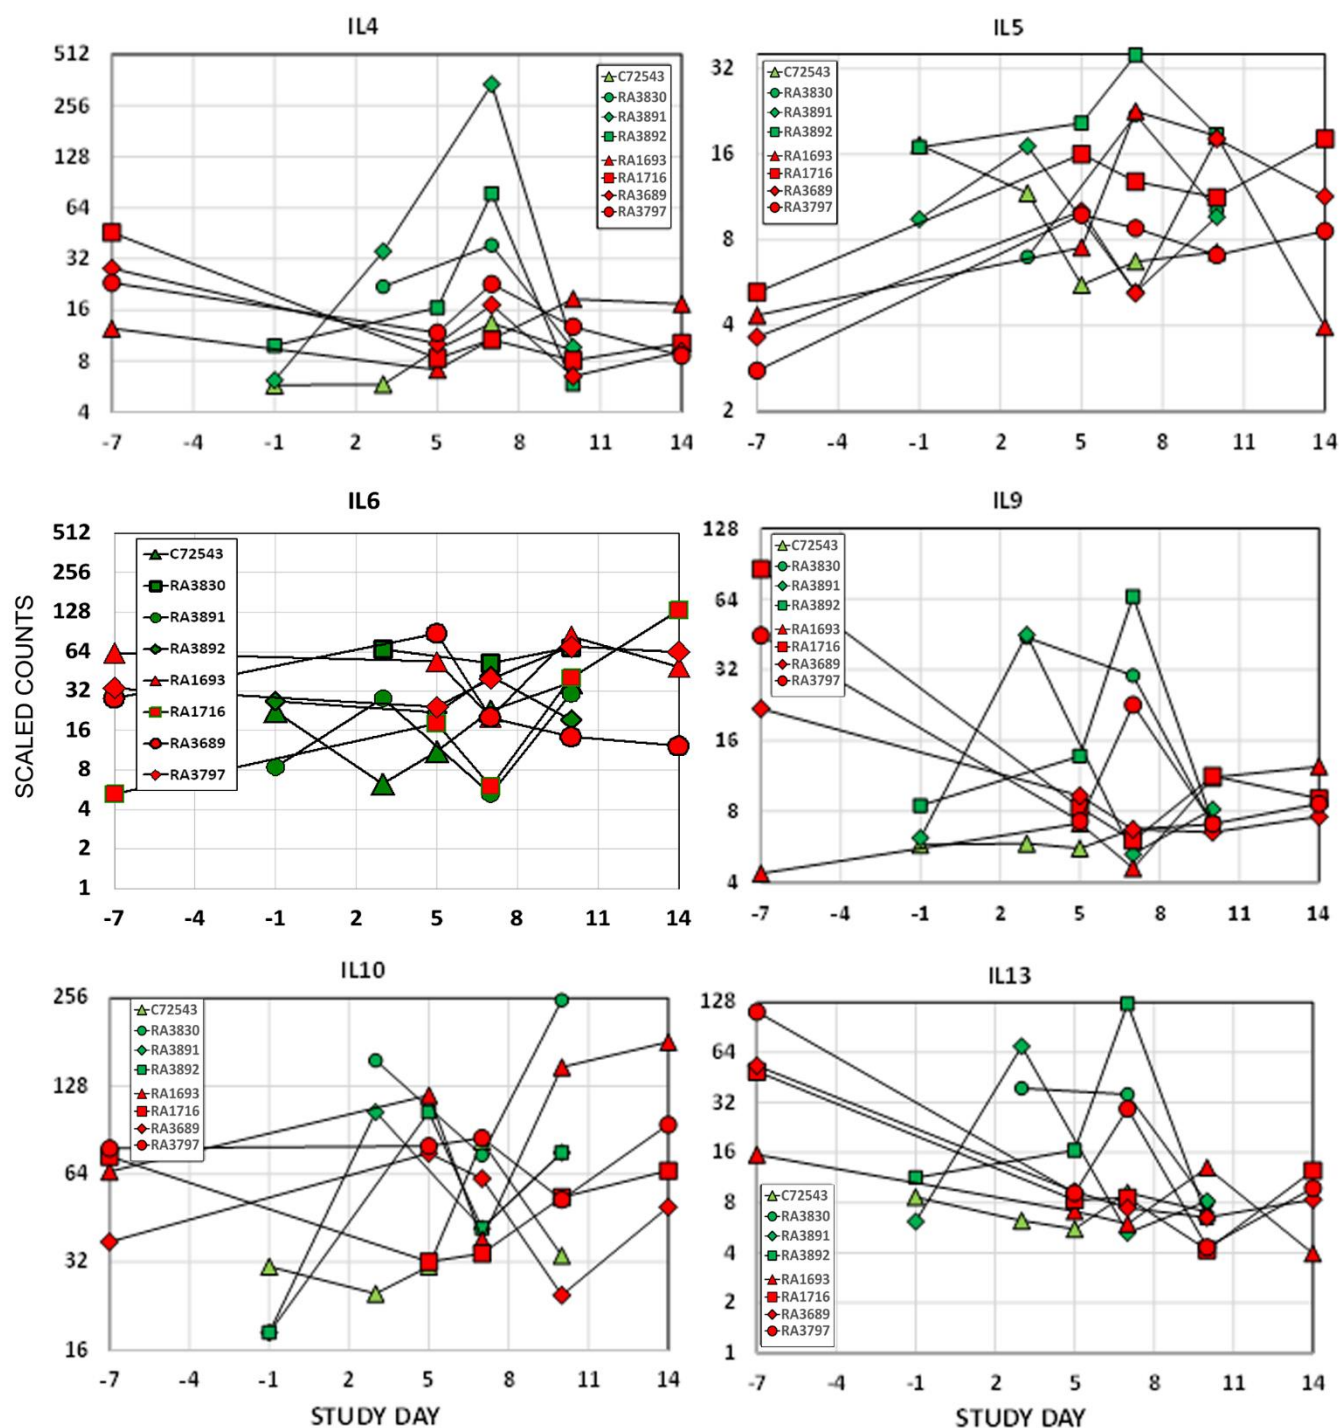 IL4
512
256
128
64
32
16
8
4
C72543
RA3830
RA3891
RA3892
RA1693
RA1716
RA3689
RA3797
-7 -4 -1 2 5 8 11 14
IL5
32
16
8
4
2
C72543
RA3830
RA3891
RA3892
RA1693
RA1716
RA3689
RA3797
-7 -4 -1 2 5 8 11 14
SCALED COUNTS
IL6
512
256
128
64
32
16
8
4
2
1
C72543
RA3830
RA3891
RA3892
RA1693
RA1716
RA3689
RA3797
-7 -4 -1 2 5 8 11 14
IL9
128
64
32
16
8
4
C72543
RA3830
RA3891
RA3892
RA1693
RA1716
RA3689
RA3797
-7 -4 -1 2 5 8 11 14
IL10
256
128
64
32
16
C72543
RA3830
RA3891
RA3892
RA1693
RA1716
RA3689
RA3797
-7 -4 -1 2 5 8 11 14
STUDY DAY
IL13
128
64
32
16
8
4
2
1
C72543
RA3830
RA3891
RA3892
RA1693
RA1716
RA3689
RA3797
-7 -4 -1 2 5 8 11 14
STUDY DAY